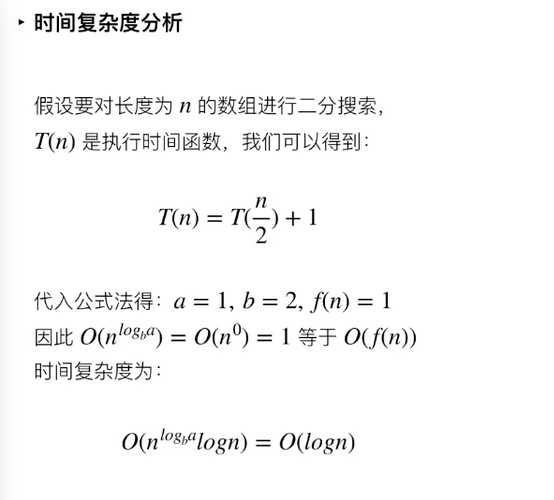 ▸ 时间复杂度分析
假设要对长度为 n 的数组进行二分搜索，
T(n) 是执行时间函数，我们可以得到：
T(n) = T(n/2) + 1
代入公式法得：a = 1, b = 2, f(n) = 1
因此 O(n^{log_b a}) = O(n^0) = 1 等于 O(f(n))
时间复杂度为：
O(n^{log_b a}logn) = O(logn)